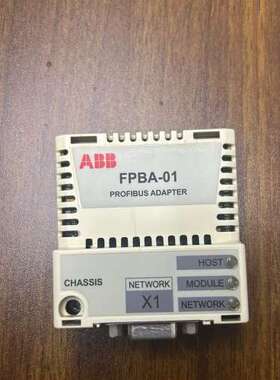 ABB
FPBA-01
PROFIBUS ADAPTER
HOST
CHASSIS
NETWORK
MODULE
X1
NETWORK